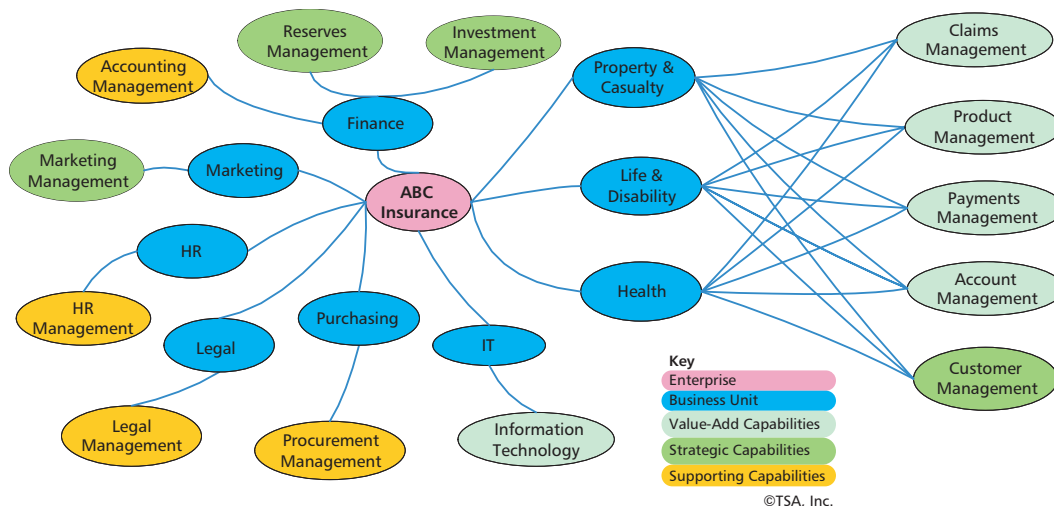 Reserves
Management
Investment
Management
Accounting
Management
Finance
Marketing
Management
Marketing
ABC
Insurance
HR
HR
Management
Legal
Legal
Management
Purchasing
Procurement
Management
IT
Information
Technology
Property &
Casualty
Life &
Disability
Health
Claims
Management
Product
Management
Payments
Management
Account
Management
Customer
Management
Key
Enterprise
Business Unit
Value-Add Capabilities
Strategic Capabilities
Supporting Capabilities
©TSA, Inc.